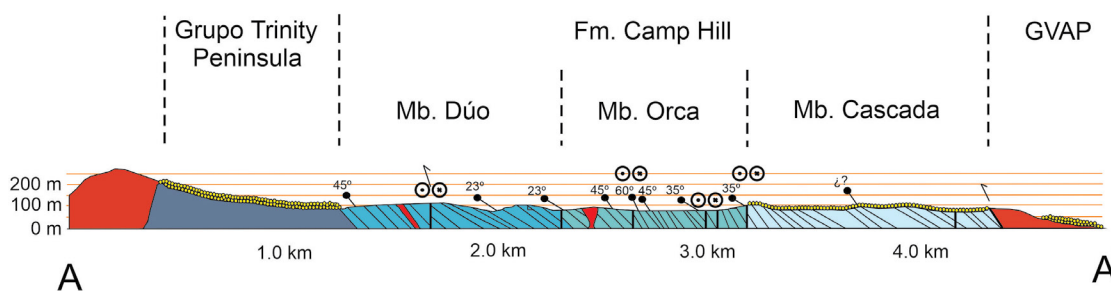 Grupo Trinity
Peninsula
Fm. Camp Hill
GVAP
Mb. Dúo
Mb. Orca
Mb. Cascada
200 m
100 m
0 m
45º
23º
23º
45º
60º
45º
35º
35º
¿?
1.0 km
2.0 km
3.0 km
4.0 km
A
A